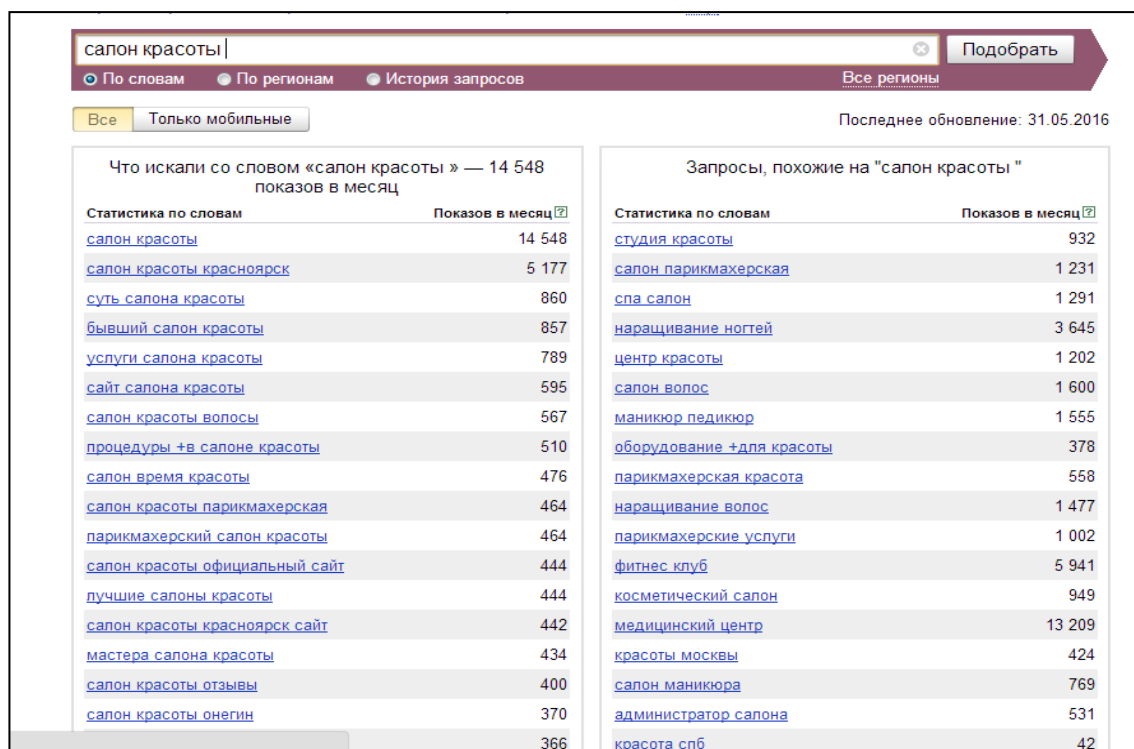 салон красоты
Подобрать
По словам По регионам История запросов Все регионы
Все Только мобильные Последнее обновление: 31.05.2016
Что искали со словом «салон красоты » — 14 548
показов в месяц
Статистика по словам Показов в месяц ?
салон красоты 14 548
салон красоты красноярск 5 177
суть салона красоты 860
бывший салон красоты 857
услуги салона красоты 789
сайт салона красоты 595
салон красоты волосы 567
процедуры +в салоне красоты 510
салон время красоты 476
салон красоты парикмахерская 464
парикмахерский салон красоты 464
салон красоты официальный сайт 444
лучшие салоны красоты 444
салон красоты красноярск сайт 442
мастера салона красоты 434
салон красоты отзывы 400
салон красоты онегин 370
366
Запросы, похожие на "салон красоты "
Статистика по словам Показов в месяц ?
студия красоты 932
салон парикмахерская 1 231
спа салон 1 291
наращивание ногтей 3 645
центр красоты 1 202
салон волос 1 600
маникюр педикюр 1 555
оборудование +для красоты 378
парикмахерская красота 558
наращивание волос 1 477
парикмахерские услуги 1 002
фитнес клуб 5 941
косметический салон 949
медицинский центр 13 209
красоты москвы 424
салон маникюра 769
администратор салона 531
красота спб 42